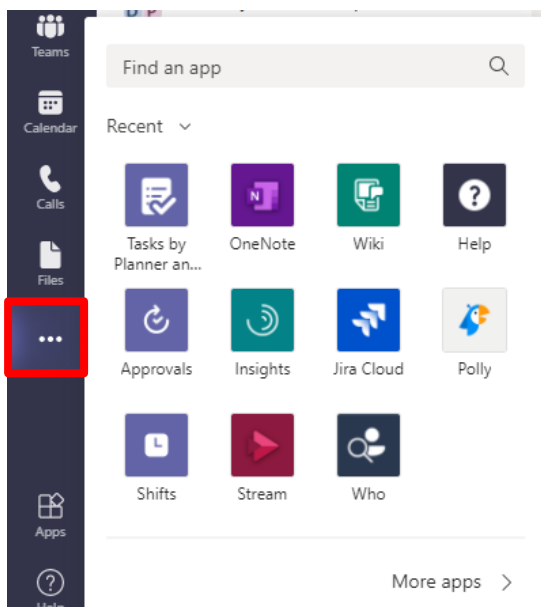 Teams
Calendar
Calls
Files
Apps
Help
Find an app
Recent
Tasks by
Planner an...
OneNote
Wiki
Help
Approvals
Insights
Jira Cloud
Polly
Shifts
Stream
Who
More apps